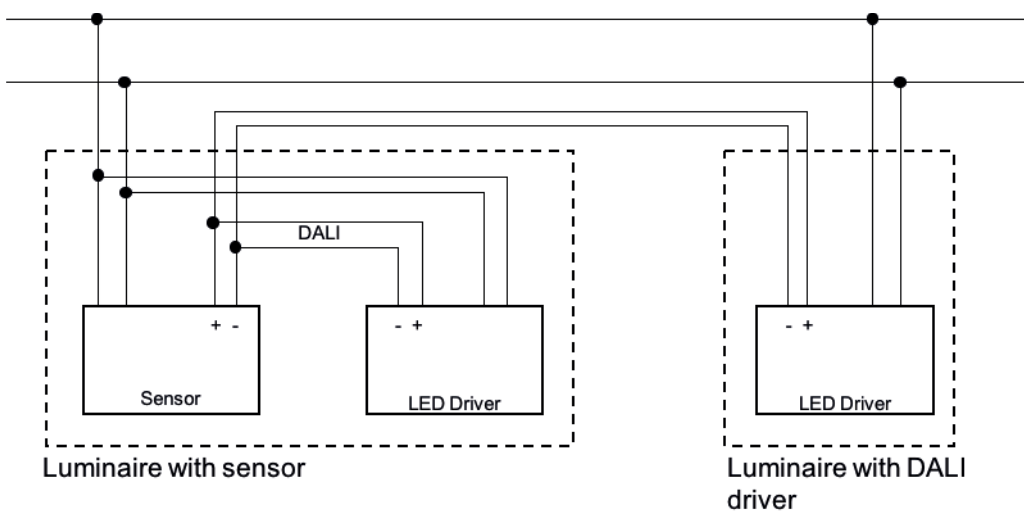 DALI
+ -
- +
- +
Sensor
LED Driver
LED Driver
Luminaire with sensor
Luminaire with DALI
driver